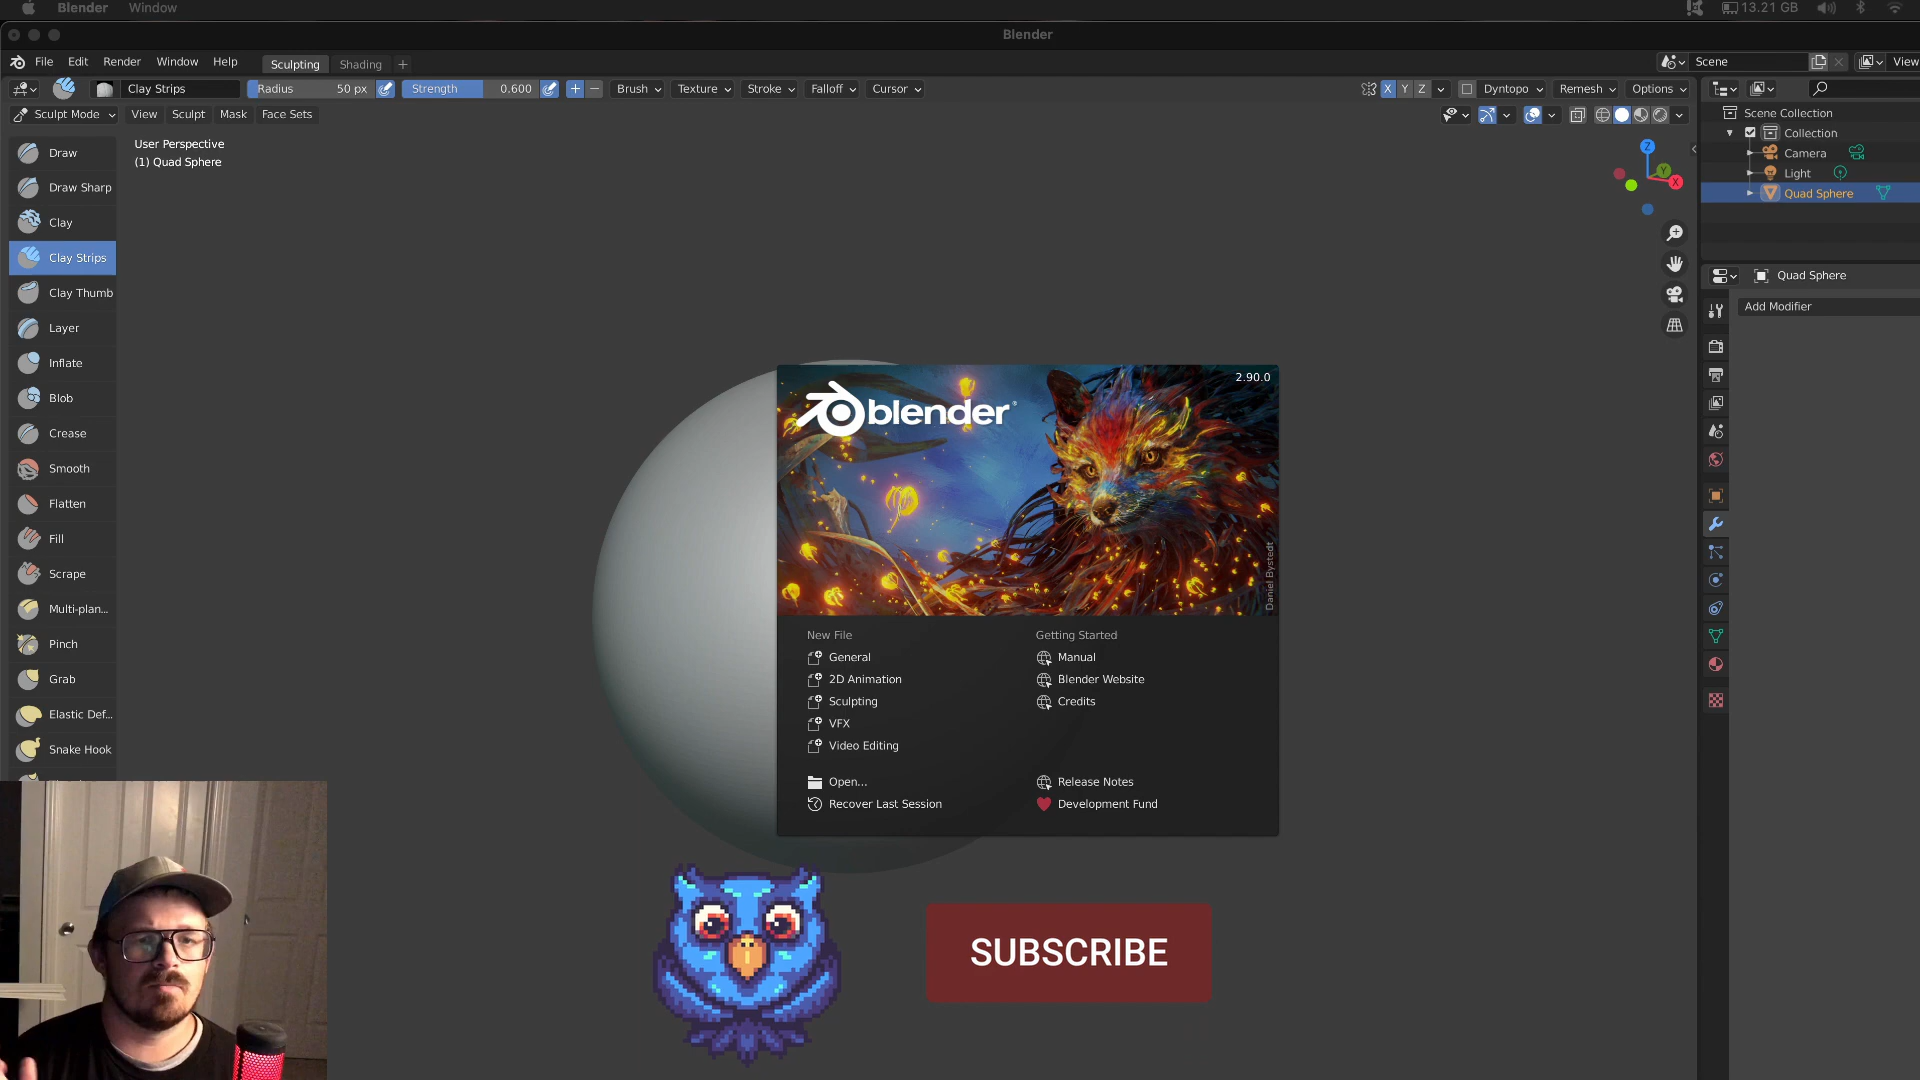 Blender Window 13.21 GB
Blender
File Edit Render Window Help Sculpting Shading + Scene View
Clay Strips Radius 50 px Strength 0.600 Brush Texture Stroke Falloff Cursor X Y Z Dyntopo Remesh Options
Sculpt Mode View Sculpt Mask Face Sets
User Perspective
(1) Quad Sphere
Draw
Draw Sharp
Clay
Clay Strips
Clay Thumb
Layer
Inflate
Blob
Crease
Smooth
Flatten
Fill
Scrape
Multi-plan...
Pinch
Grab
Elastic Def...
Snake Hook
Z
Y
X
Scene Collection
Collection
Camera
Light
Quad Sphere
Quad Sphere
Add Modifier
2.90.0
blender
Daniel Bystedt
New File
General
2D Animation
Sculpting
VFX
Video Editing
Open...
Recover Last Session
Getting Started
Manual
Blender Website
Credits
Release Notes
Development Fund
SUBSCRIBE